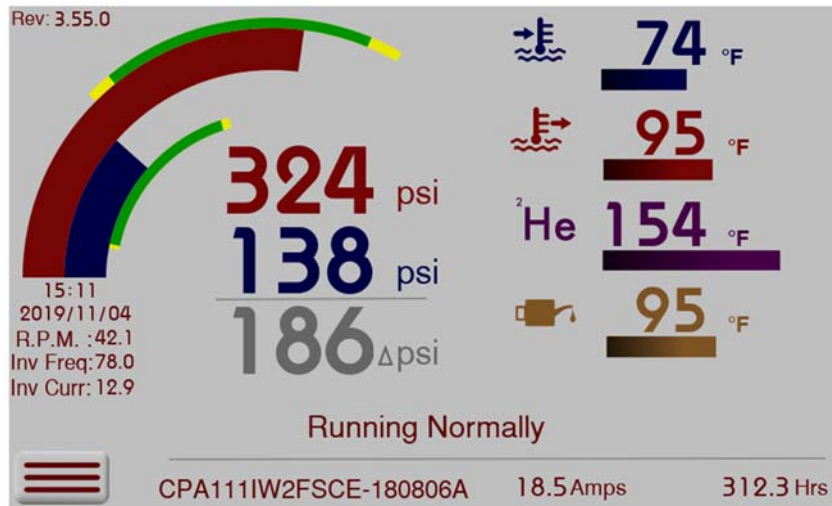 Rev: 3.55.0
74 °F
95 °F
324 psi
²He 154 °F
138 psi
186 Δpsi
95 °F
15:11
2019/11/04
R.P.M. :42.1
Inv Freq:78.0
Inv Curr: 12.9
Running Normally
CPA111IW2FSCE-180806A 18.5 Amps 312.3 Hrs